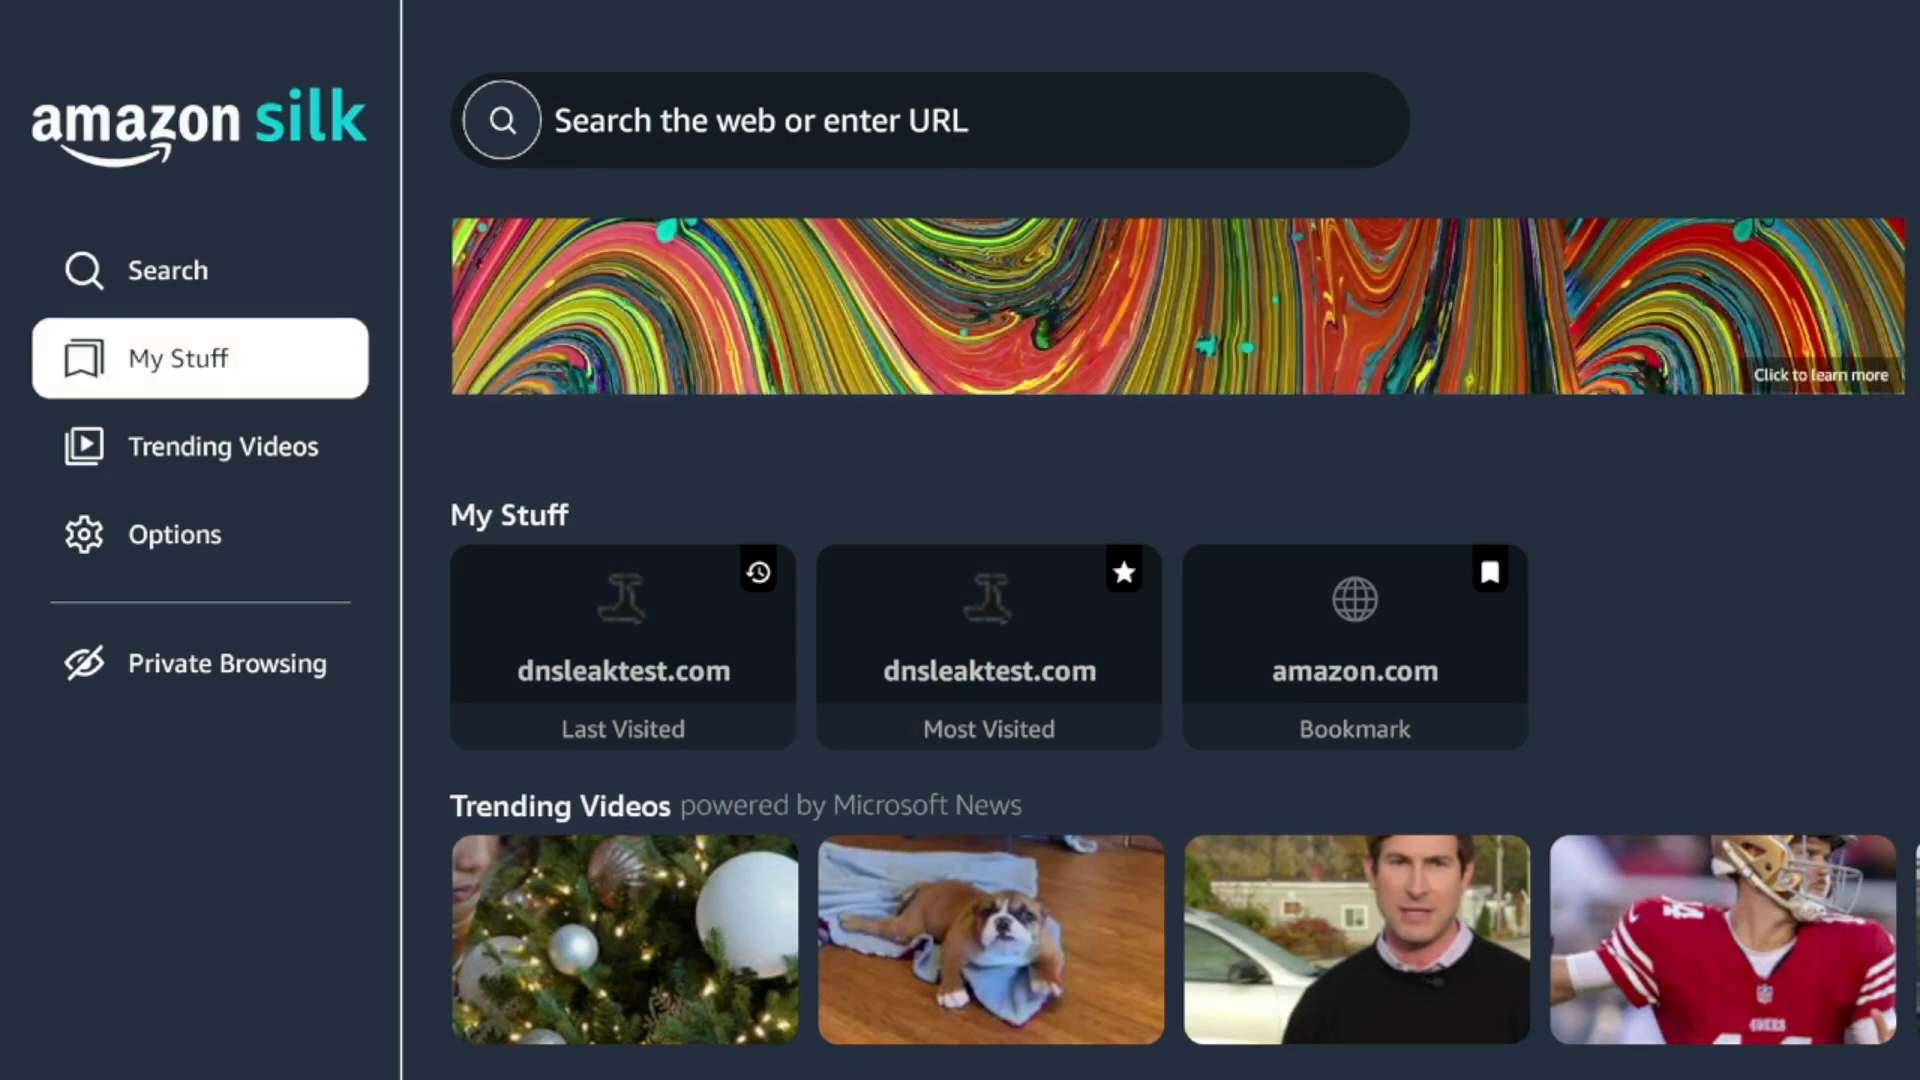 amazon silk
Search
My Stuff
Trending Videos
Options
Private Browsing
Search the web or enter URL
Click to learn more
My Stuff
dnsleaktest.com
Last Visited
dnsleaktest.com
Most Visited
amazon.com
Bookmark
Trending Videos powered by Microsoft News
49ERS